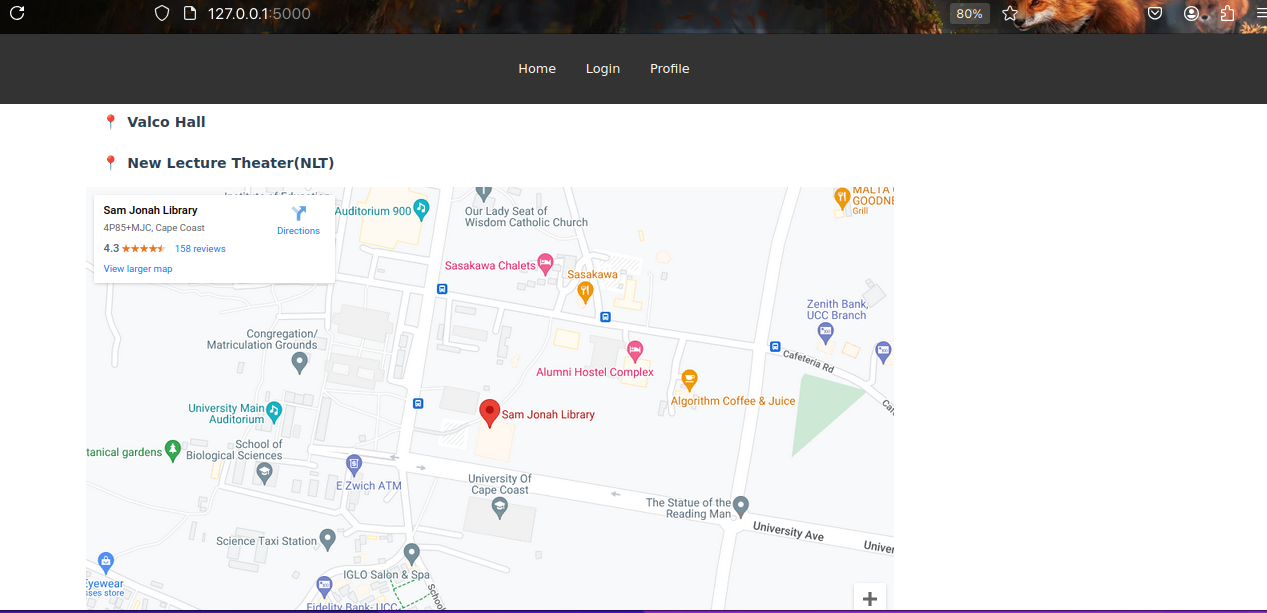 127.0.0.1:5000
80%
Home
Login
Profile
Valco Hall
New Lecture Theater(NLT)
Sam Jonah Library
4P85+MJC, Cape Coast
4.3
158 reviews
View larger map
Directions
Institute of Education
Auditorium 900
Our Lady Seat of
Wisdom Catholic Church
MALTA
GOODNE
Grill
Sasakawa Chalets
Sasakawa
Zenith Bank,
UCC Branch
Congregation/
Matriculation Grounds
Cafeteria Rd
Alumni Hostel Complex
Algorithm Coffee & Juice
University Main
Auditorium
Sam Jonah Library
tanical gardens
School of
Biological Sciences
E Zwich ATM
University Of
Cape Coast
The Statue of the
Reading Man
University Ave
Univer
Science Taxi Station
IGLO Salon & Spa
Eyewear
sses store
Fidelity Bank- UCC
School